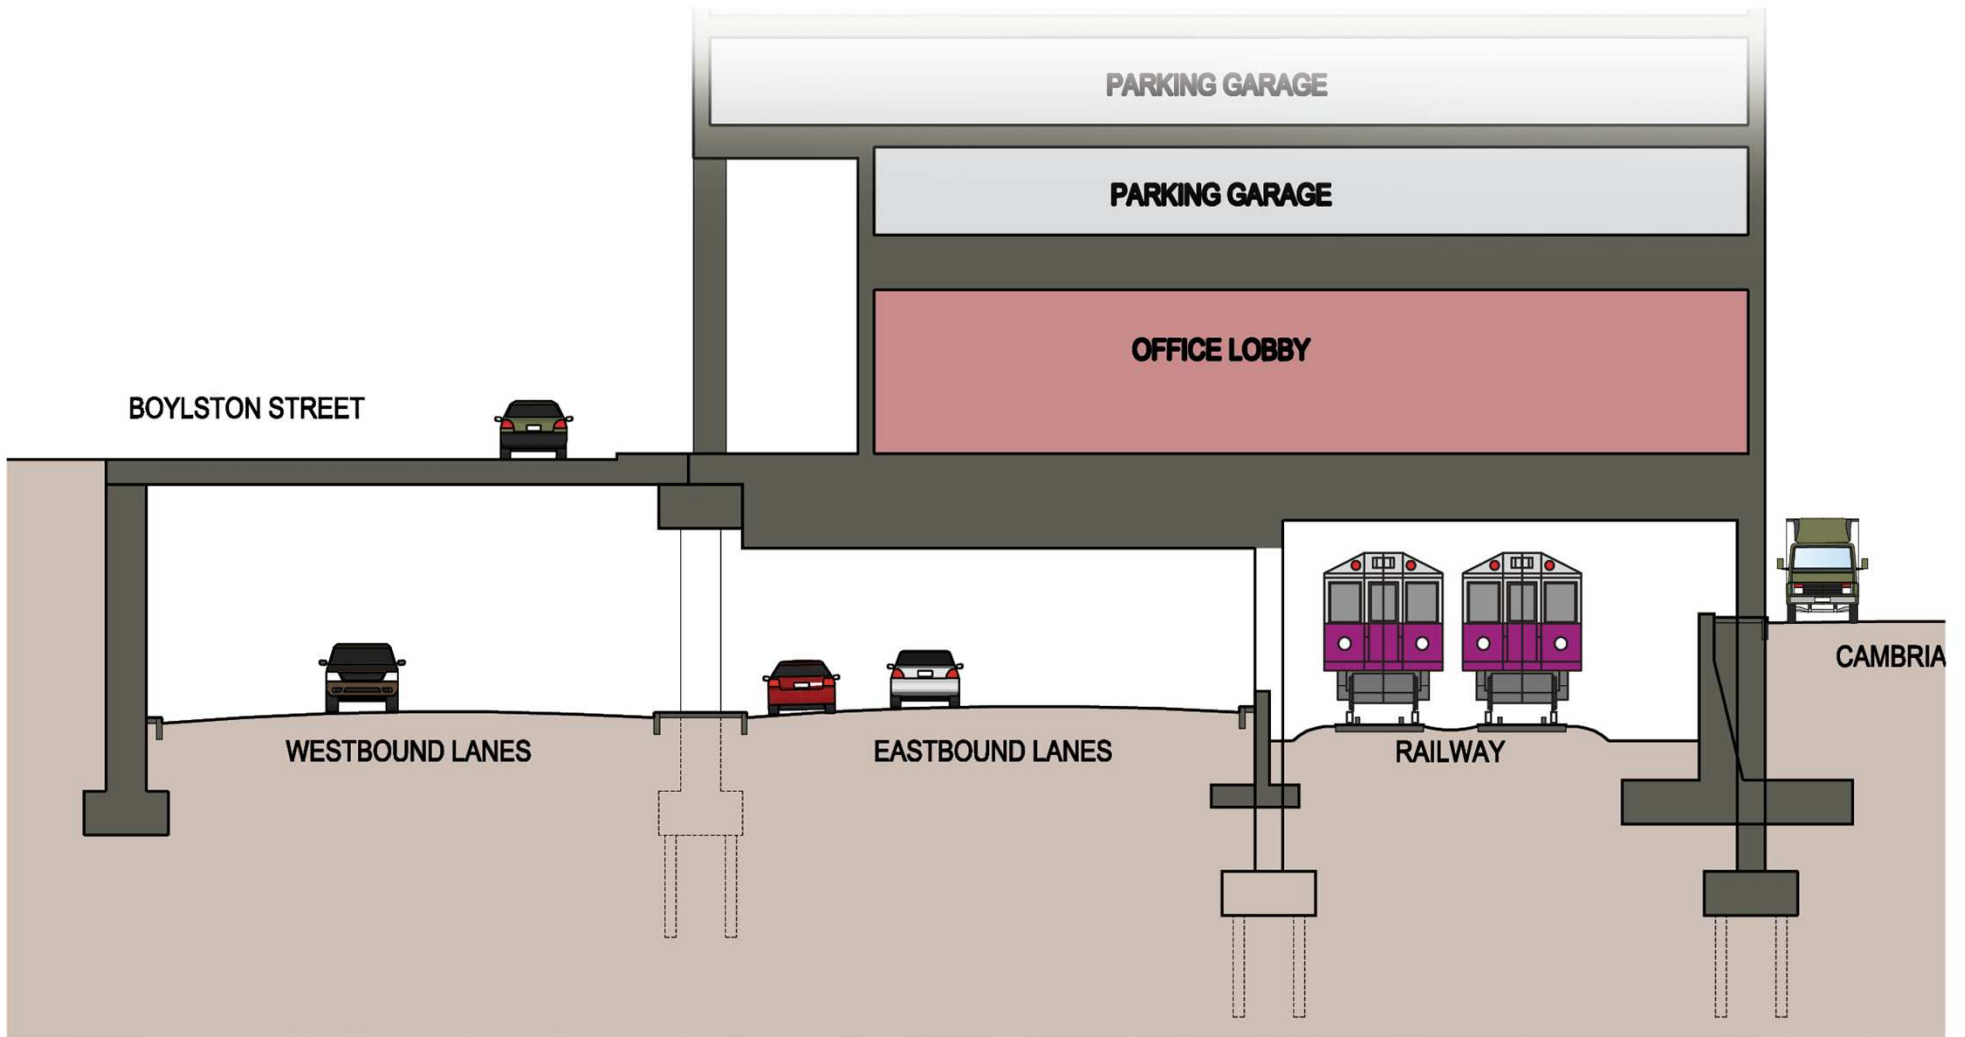 PARKING GARAGE
PARKING GARAGE
OFFICE LOBBY
BOYLSTON STREET
CAMBRIA
WESTBOUND LANES
EASTBOUND LANES
RAILWAY